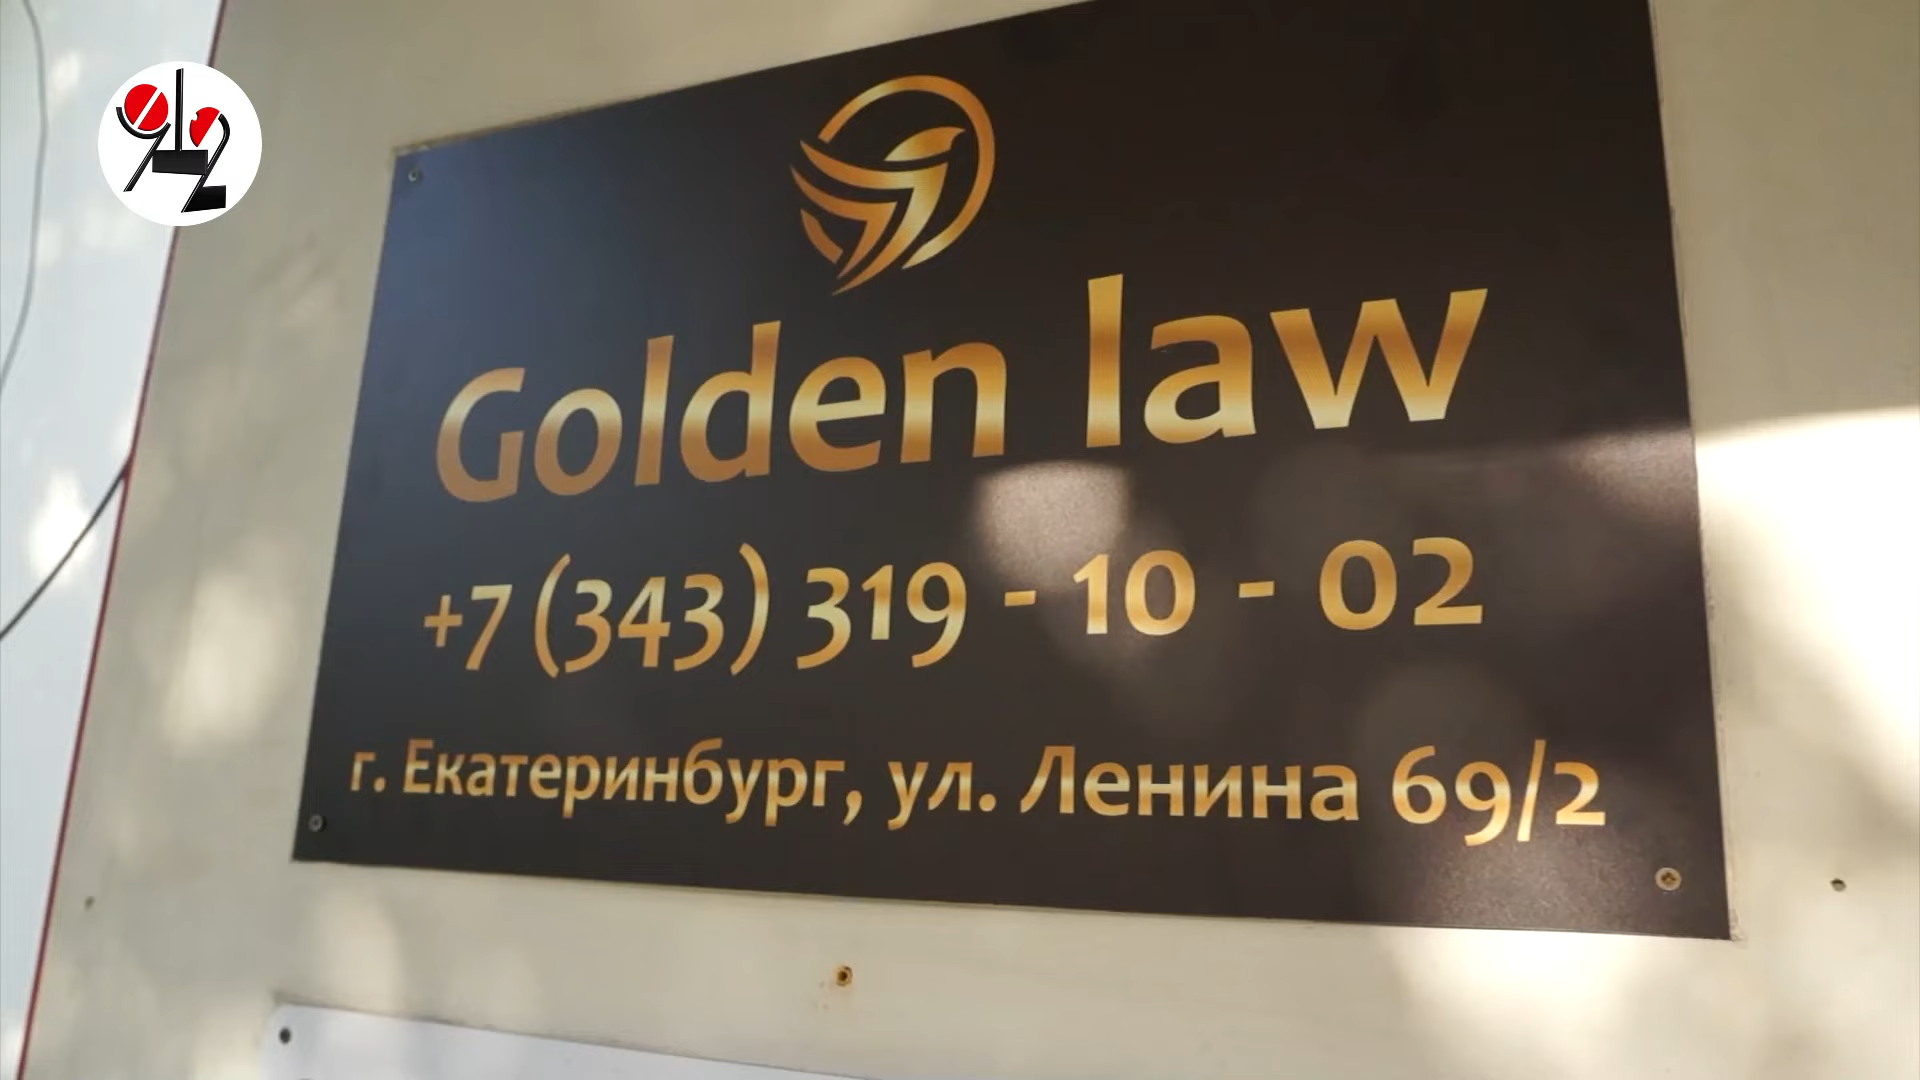 Golden law
+7 (343) 319 - 10 - 02
г. Екатеринбург, ул. Ленина 69/2